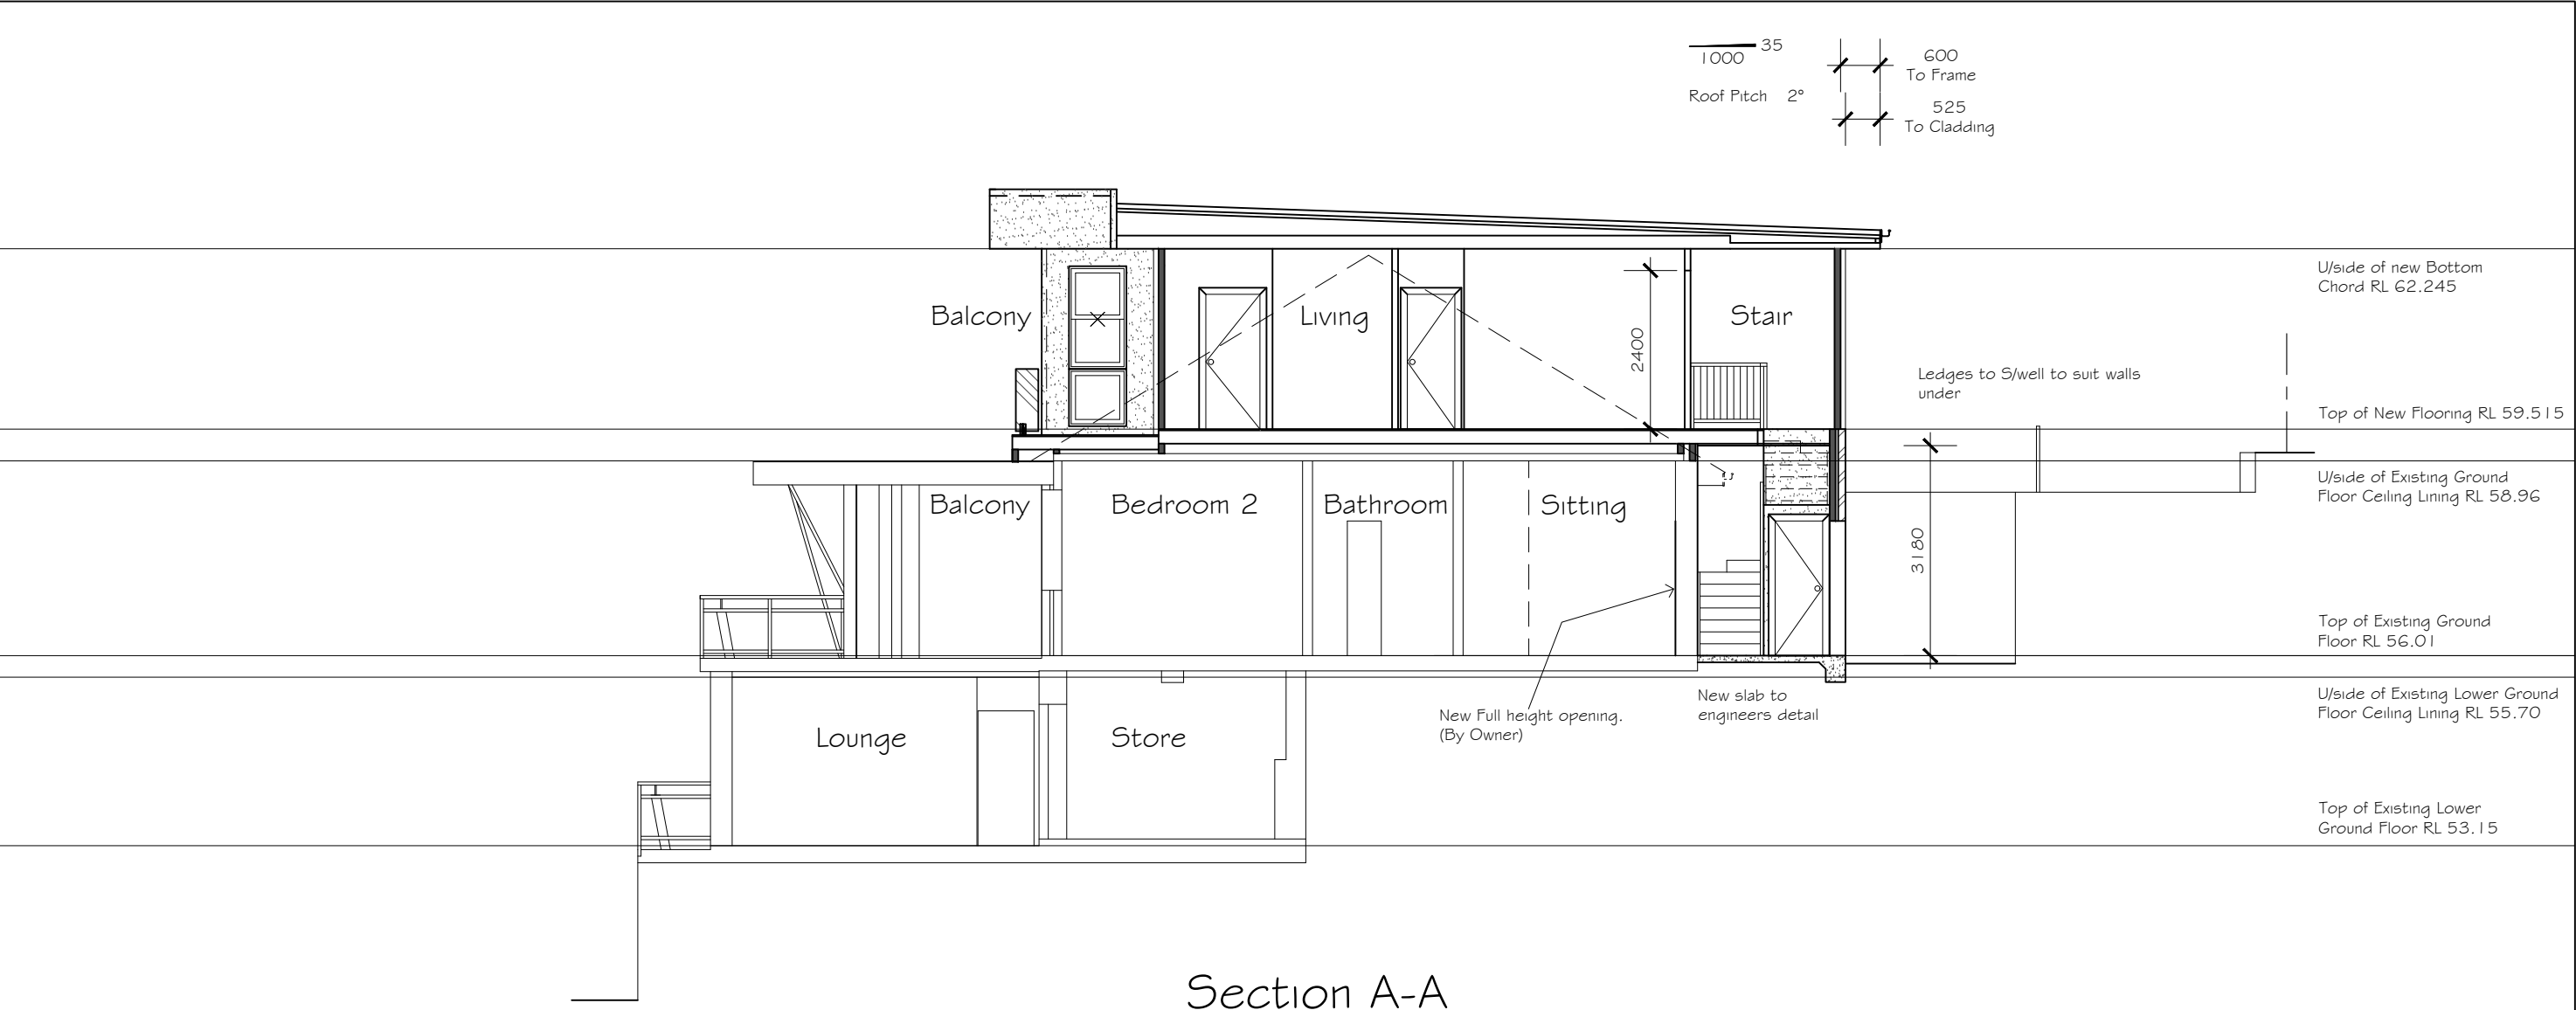 35
1000
Roof Pitch 2°
600
To Frame
525
To Cladding
U/side of new Bottom
Chord RL 62.245
Balcony
Living
Stair
2400
Ledges to S/well to suit walls
under
Top of New Flooring RL 59.515
U/side of Existing Ground
Floor Ceiling Lining RL 58.96
Balcony
Bedroom 2
Bathroom
Sitting
3180
Top of Existing Ground
Floor RL 56.01
New Full height opening.
(By Owner)
New slab to
engineers detail
U/side of Existing Lower Ground
Floor Ceiling Lining RL 55.70
Lounge
Store
Top of Existing Lower
Ground Floor RL 53.15
Section A-A